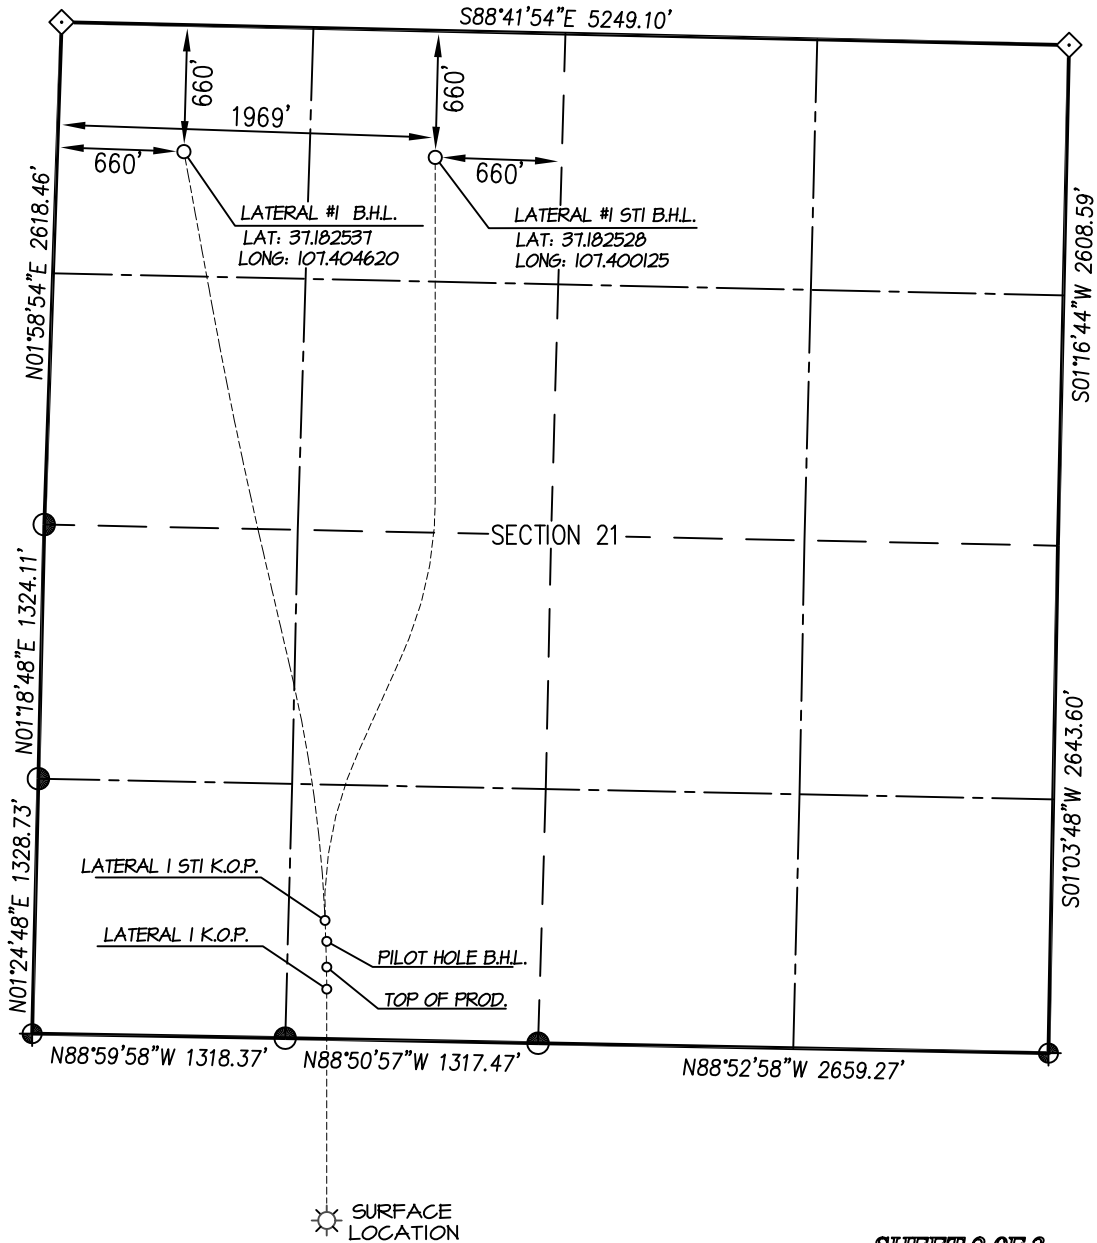 S88°41'54"E 5249.10'
660'
660'
1969'
660'
660'
LATERAL #1 B.H.L.
LAT: 37.182537
LONG: 107.404620
LATERAL #1 ST1 B.H.L.
LAT: 37.182528
LONG: 107.400125
N01°58'54"E 2618.46'
S01°16'44"W 2608.59'
SECTION 21
N01°18'48"E 1324.11'
S01°03'48"W 2643.60'
N01°24'48"E 1328.73'
LATERAL 1 ST1 K.O.P.
LATERAL 1 K.O.P.
PILOT HOLE B.H.L.
TOP OF PROD.
N88°59'58"W 1318.37'
N88°50'57"W 1317.47'
N88°52'58"W 2659.27'
SURFACE
LOCATION